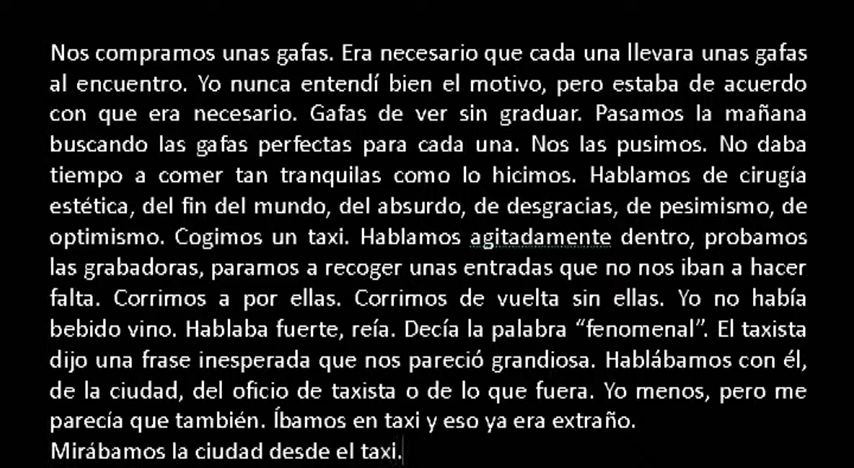 Nos compramos unas gafas. Era necesario que cada una llevara unas gafas
al encuentro. Yo nunca entendí bien el motivo, pero estaba de acuerdo
con que era necesario. Gafas de ver sin graduar. Pasamos la mañana
buscando las gafas perfectas para cada una. Nos las pusimos. No daba
tiempo a comer tan tranquilas como lo hicimos. Hablamos de cirugía
estética, del fin del mundo, del absurdo, de desgracias, de pesimismo, de
optimismo. Cogimos un taxi. Hablamos agitadamente dentro, probamos
las grabadoras, paramos a recoger unas entradas que no nos iban a hacer
falta. Corrimos a por ellas. Corrimos de vuelta sin ellas. Yo no había
bebido vino. Hablaba fuerte, reía. Decía la palabra “fenomenal”. El taxista
dijo una frase inesperada que nos pareció grandiosa. Hablábamos con él,
de la ciudad, del oficio de taxista o de lo que fuera. Yo menos, pero me
parecía que también. Íbamos en taxi y eso ya era extraño.
Mirábamos la ciudad desde el taxi.